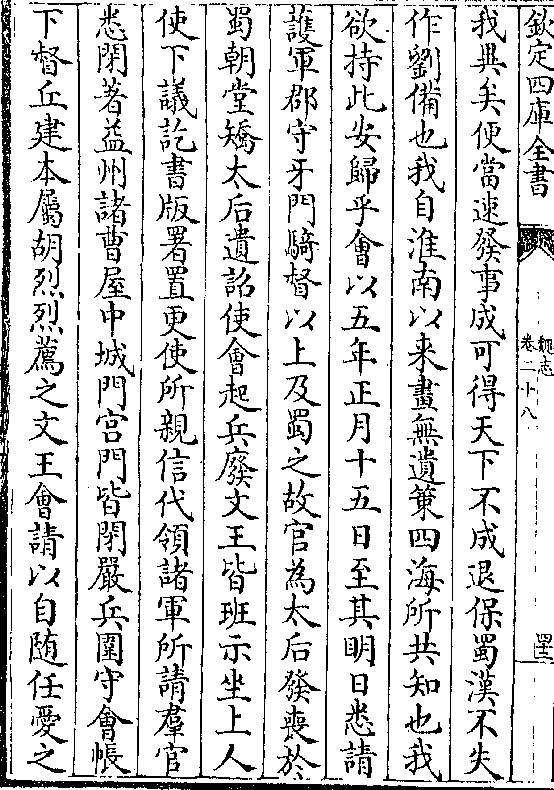 欽定四庫全書
魏志
卷二十八
我異矣便當速發事成可得天下不成退保蜀漢不失
作劉備也我自淮南以来畫無遺策四海所共知也我
欲持此安歸乎會以五年正月十五日至其明日悉請
護軍郡守牙門騎督以上及蜀之故官為太后發喪於
蜀朝堂矯太后遺詔使會起兵廢文王皆班示坐上人
使下議訖書版署置更使所親信代領諸軍所請羣官
悉閉著益州諸曹屋中城門宫門皆閉嚴兵圍守會帳
下督丘建本屬胡烈烈薦之文王會請以自随任愛之